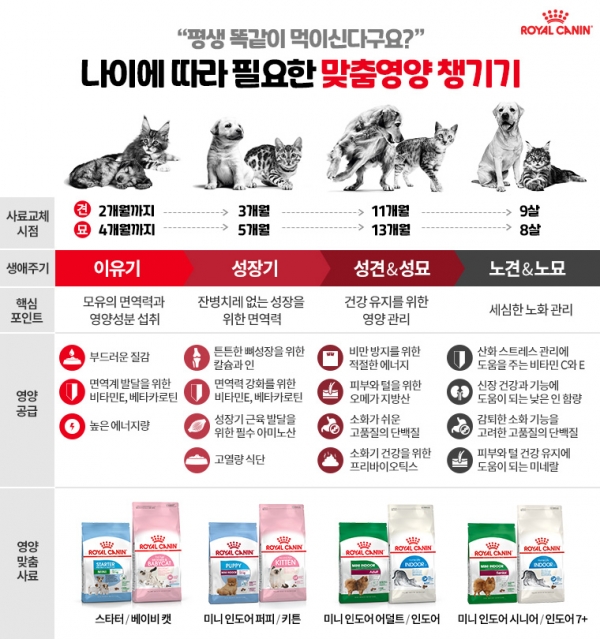 ROYAL CANIN
“평생 똑같이 먹이신다구요?”
나이에 따라 필요한 맞춤영양 챙기기
사료교체
시점
견 2개월까지 3개월 11개월 9살
묘 4개월까지 5개월 13개월 8살
생애주기 이유기 성장기 성견&성묘 노견&노묘
핵심
포인트
모유의 면역력과
영양성분 섭취
잔병치레 없는 성장을
위한 면역력
건강 유지를 위한
영양 관리
세심한 노화 관리
영양
공급
부드러운 질감
면역계 발달을 위한
비타민E, 베타카로틴
높은 에너지량
튼튼한 뼈성장을 위한
칼슘과 인
면역력 강화를 위한
비타민E, 베타카로틴
성장기 근육 발달을
위한 필수 아미노산
고열량 식단
비만 방지를 위한
적절한 에너지
피부와 털을 위한
오메가 지방산
소화가 쉬운
고품질의 단백질
소화기 건강을 위한
프리바이오틱스
산화 스트레스 관리에
도움을 주는 비타민 C와 E
신장 건강과 기능에
도움이 되는 낮은 인 함량
감퇴한 소화 기능을
고려한 고품질의 단백질
피부와 털 건강 유지에
도움이 되는 미네랄
영양
맞춤
사료
ROYAL CANIN
STARTER
ROYAL CANIN
BABYCAT
ROYAL CANIN
PUPPY
ROYAL CANIN
KITTEN
ROYAL CANIN
MINI INDOOR
ROYAL CANIN
INDOOR
ROYAL CANIN
MINI INDOOR
ROYAL CANIN
INDOOR
스타터 / 베이비 캣
미니 인도어 퍼피 / 키튼
미니 인도어 어덜트 / 인도어
미니 인도어 시니어 / 인도어 7+